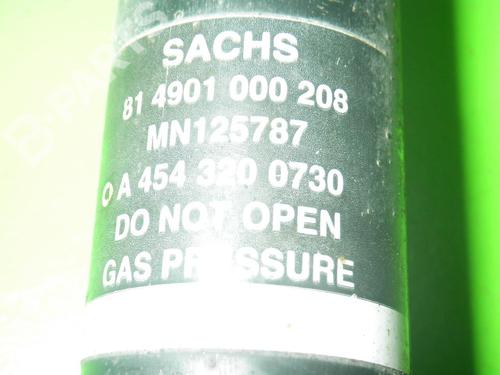 SACHS
81 4901 000 208
MN125787
O A 454 320 0730
DO NOT OPEN
GAS PRESSURE